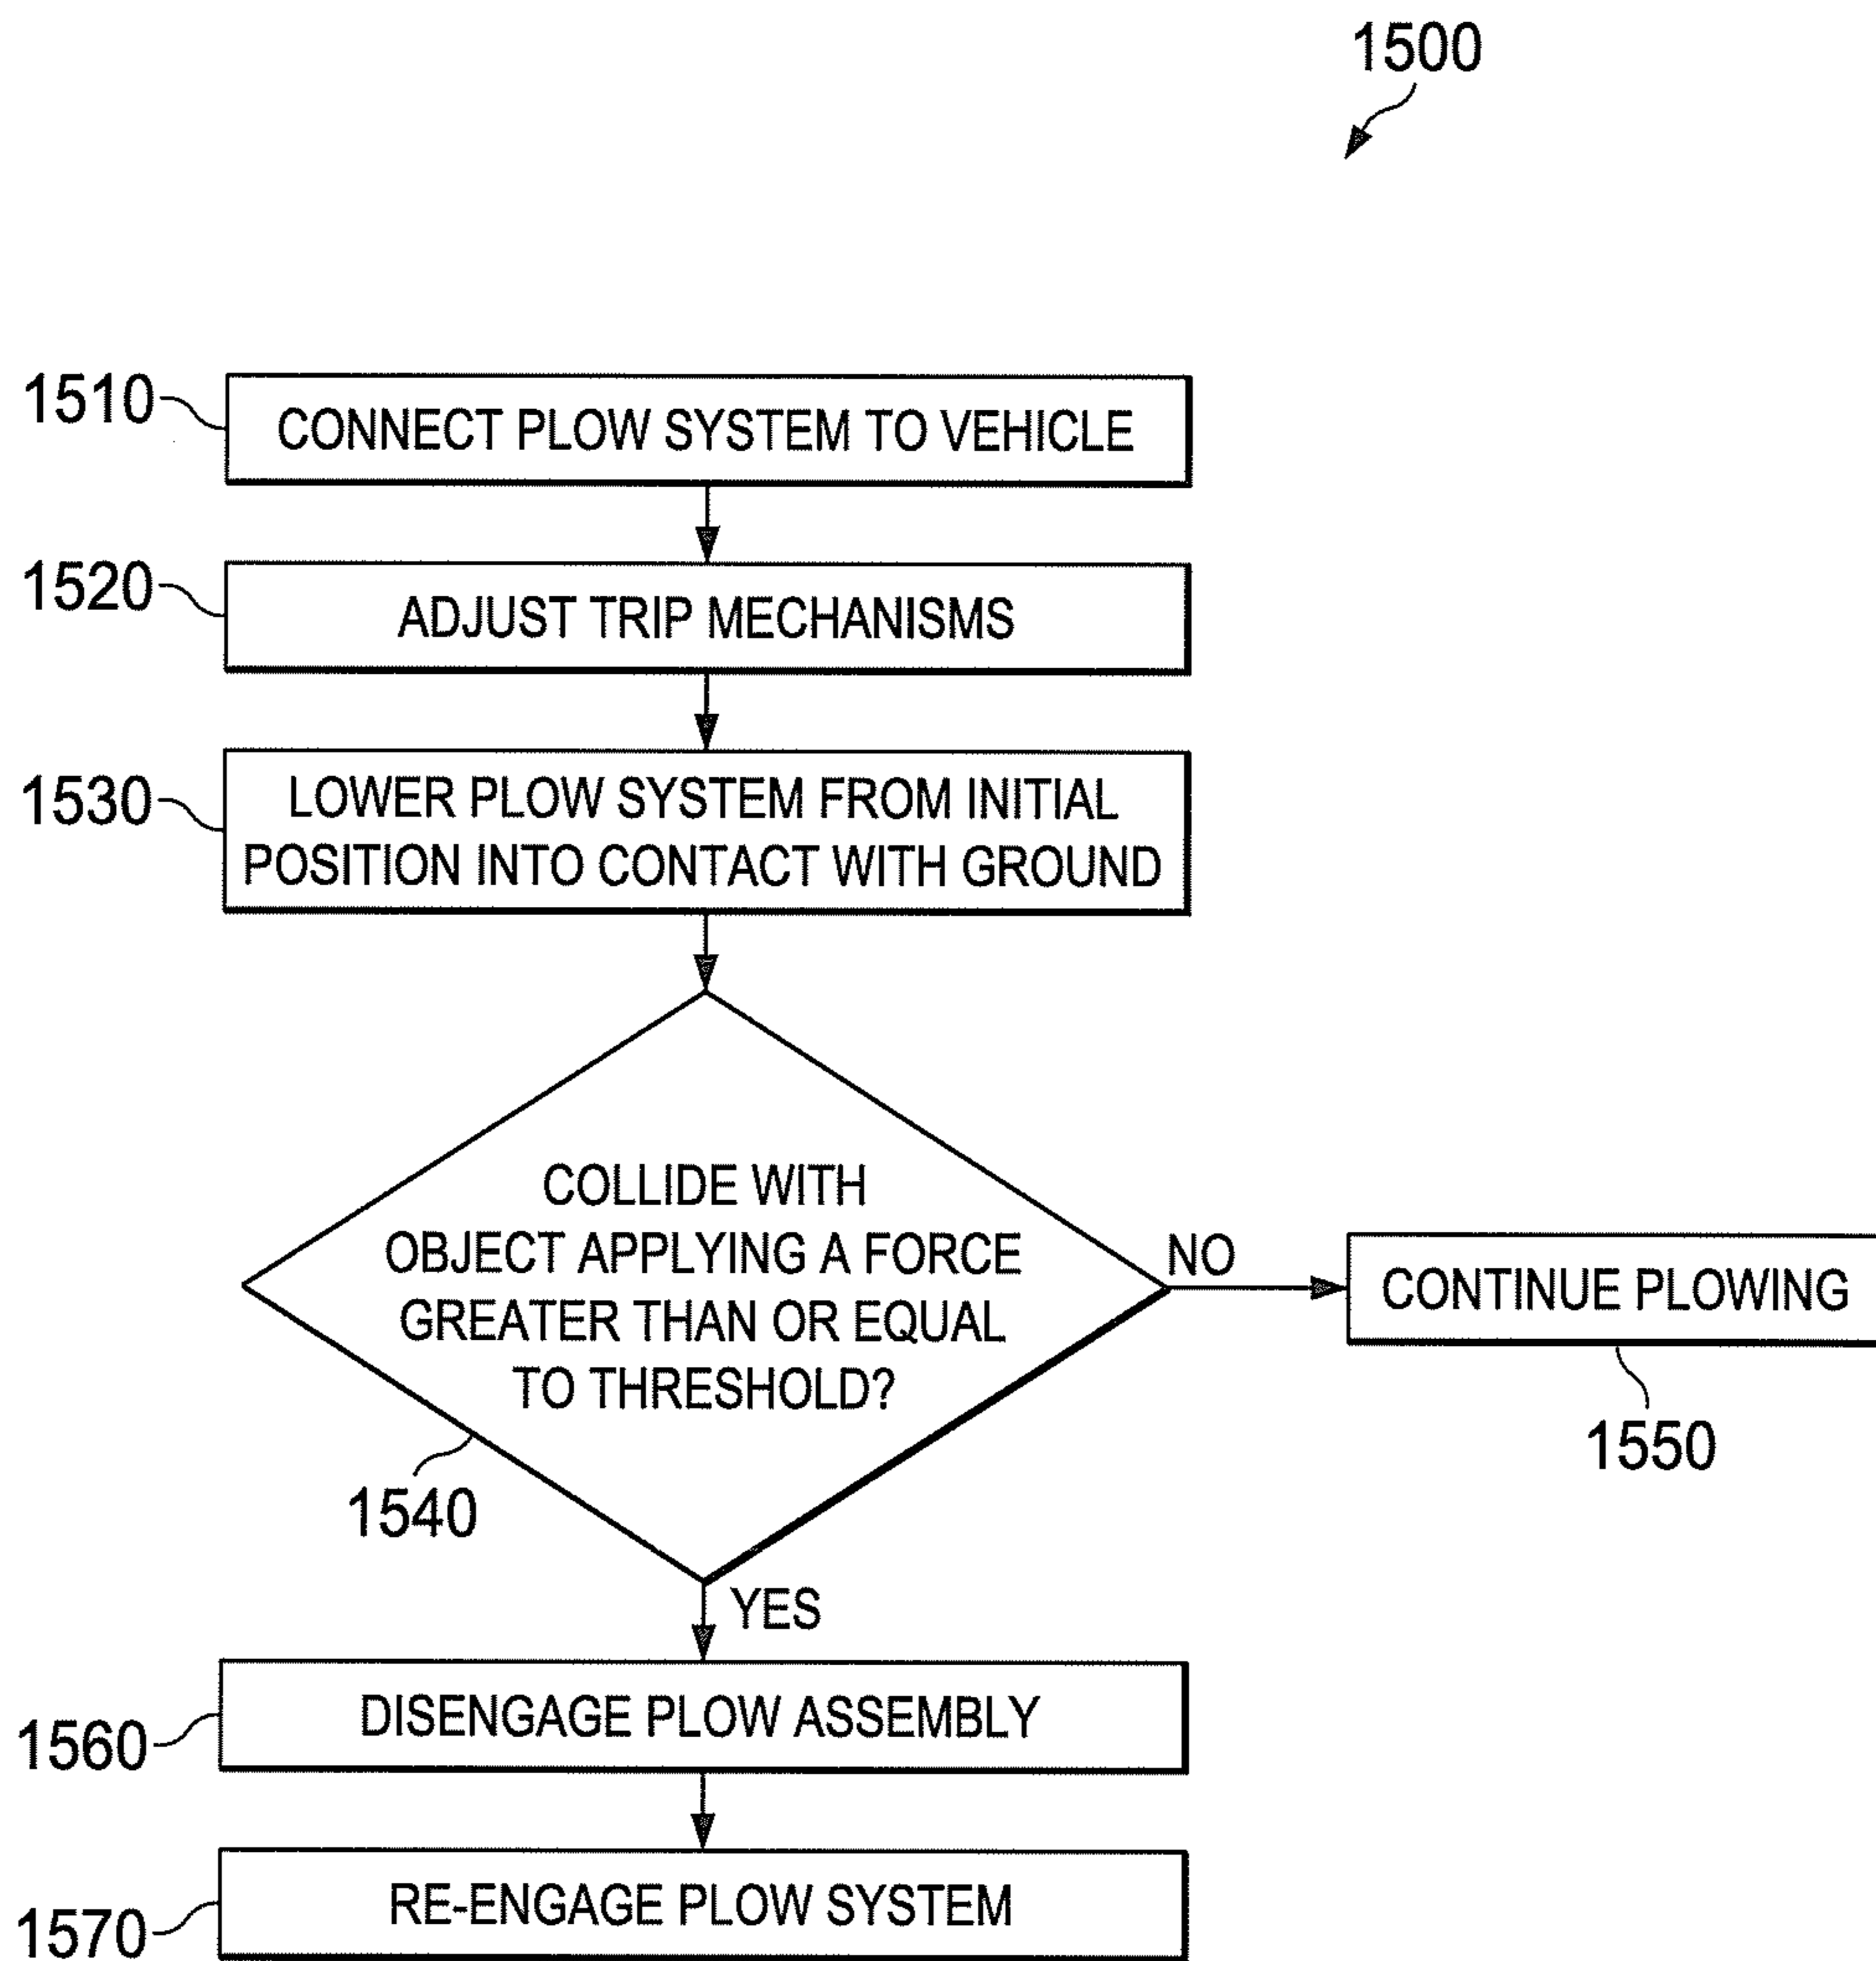 1500
1510
CONNECT PLOW SYSTEM TO VEHICLE
1520
ADJUST TRIP MECHANISMS
1530
LOWER PLOW SYSTEM FROM INITIAL
POSITION INTO CONTACT WITH GROUND
COLLIDE WITH
OBJECT APPLYING A FORCE
GREATER THAN OR EQUAL
TO THRESHOLD?
1540
NO
CONTINUE PLOWING
1550
YES
1560
DISENGAGE PLOW ASSEMBLY
1570
RE-ENGAGE PLOW SYSTEM